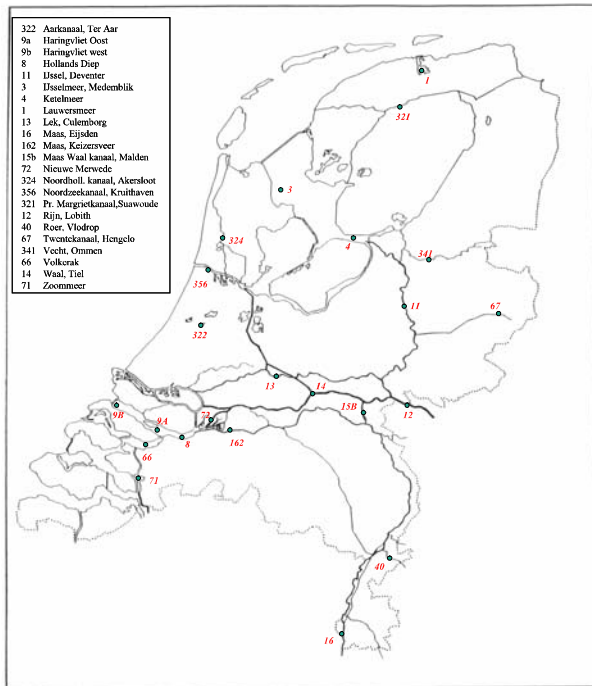 322 Aarkanaal, Ter Aar
9a Haringvliet Oost
9b Haringvliet west
8 Hollands Diep
11 IJssel, Deventer
3 IJsselmeer, Medemblik
4 Ketelmeer
1 Lauwersmeer
13 Lek, Culemborg
16 Maas, Eijsden
162 Maas, Keizersveer
15b Maas Waal kanaal, Malden
72 Nieuwe Merwede
324 Noordholl. kanaal, Akersloot
356 Noordzeekanaal, Kruithaven
321 Pr. Margrietkanaal,Suawoude
12 Rijn, Lobith
40 Roer, Vlodrop
67 Twentekanaal, Hengelo
341 Vecht, Ommen
66 Volkerak
14 Waal, Tiel
71 Zoommeer
1
321
3
324
4
341
356
11
67
322
13
14
9B
15B
12
72
9A
162
8
66
71
40
16